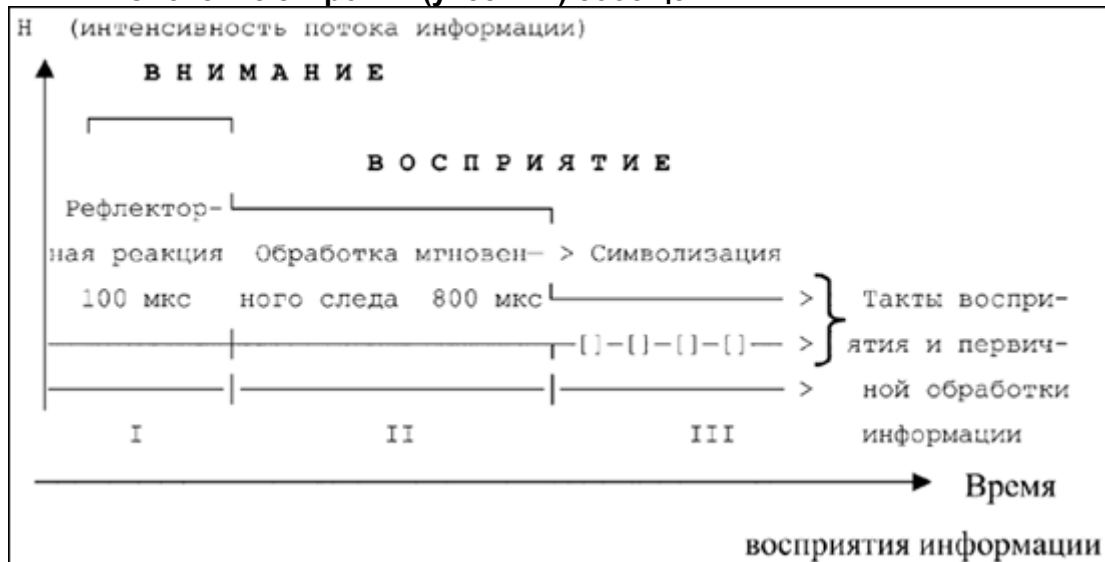 Н (интенсивность потока информации)
ВНИМАНИЕ
ВОСПРИЯТИЕ
Рефлектор-
ная реакция Обработка мгновен- > Символизация
100 мкс ного следа 800 мкс > Такты воспри-
[]-[]-[]-[] > ятия и первич-
> ной обработки
I II III информации
Время
восприятия информации